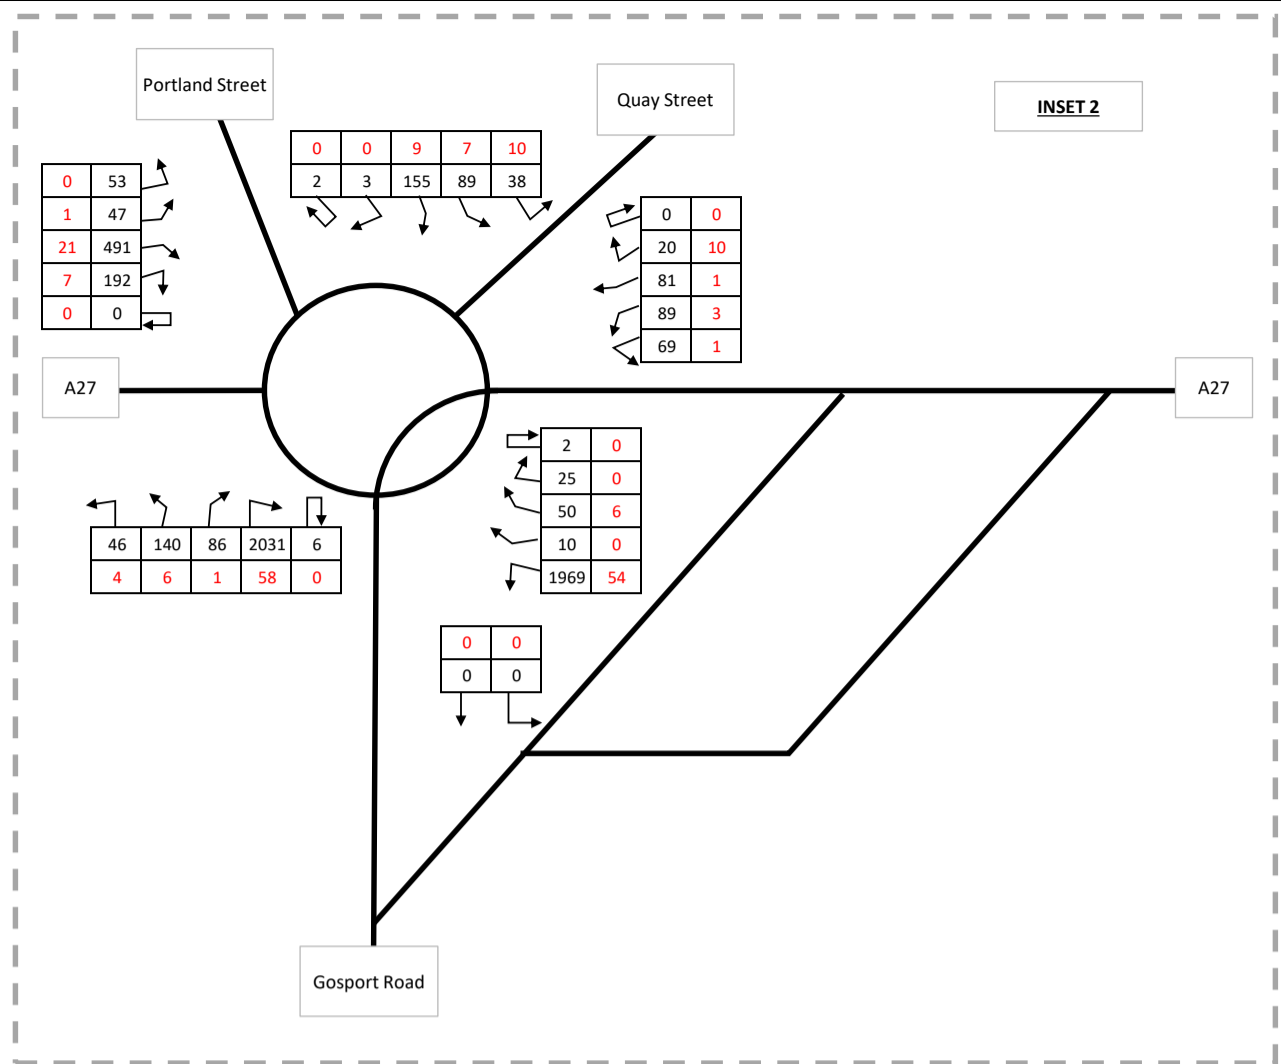 Portland Street
Quay Street
INSET 2
0 0 9 7 10
2 3 155 89 38
0 53
1 47
21 491
7 192
0 0
0 0
20 10
81 1
89 3
69 1
A27
A27
2 0
25 0
50 6
10 0
1969 54
46 140 86 2031 6
4 6 1 58 0
0 0
0 0
Gosport Road